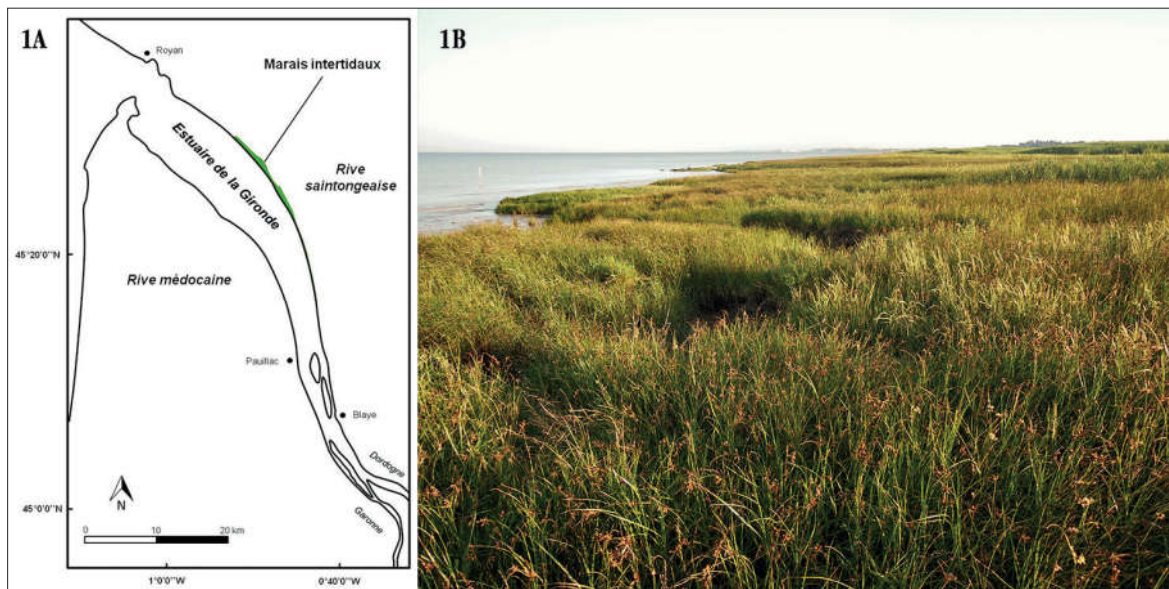 1A
Royan
Marais intertidaux
Estuaire de la Gironde
Rive
saintongeaise
45°20'0''N
Rive médocaine
Pauillac
Blaye
Dordogne
Garonne
N
45°0'0''N
0 10 20 km
1°0'0''W
0°40'0''W
1B